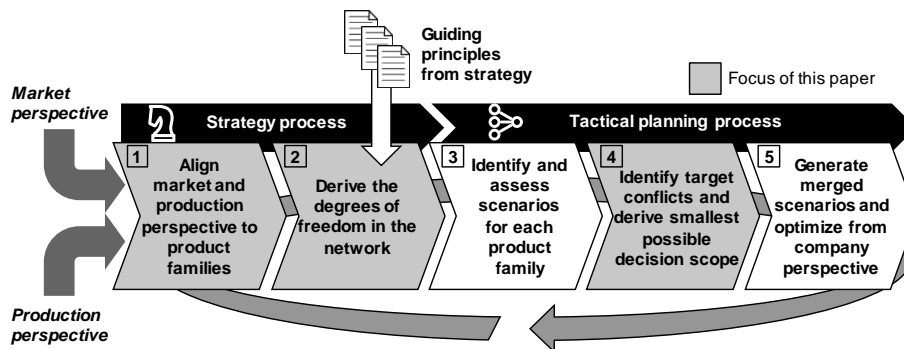 Guiding
principles
from strategy
Focus of this paper
Market
perspective
Strategy process
Tactical planning process
1
Align
market and
production
perspective to
product
families
2
Derive the
degrees of
freedom in the
network
3
Identify and
assess
scenarios
for each
product
family
4
Identify target
conflicts and
derive smallest
possible
decision scope
5
Generate
merged
scenarios and
optimize from
company
perspective
Production
perspective